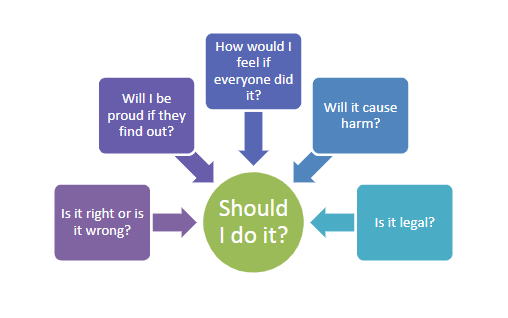 How would I
feel if
everyone did
it?
Will I be
proud if they
find out?
Will it cause
harm?
Is it right or is
it wrong?
Should
I do it?
Is it legal?